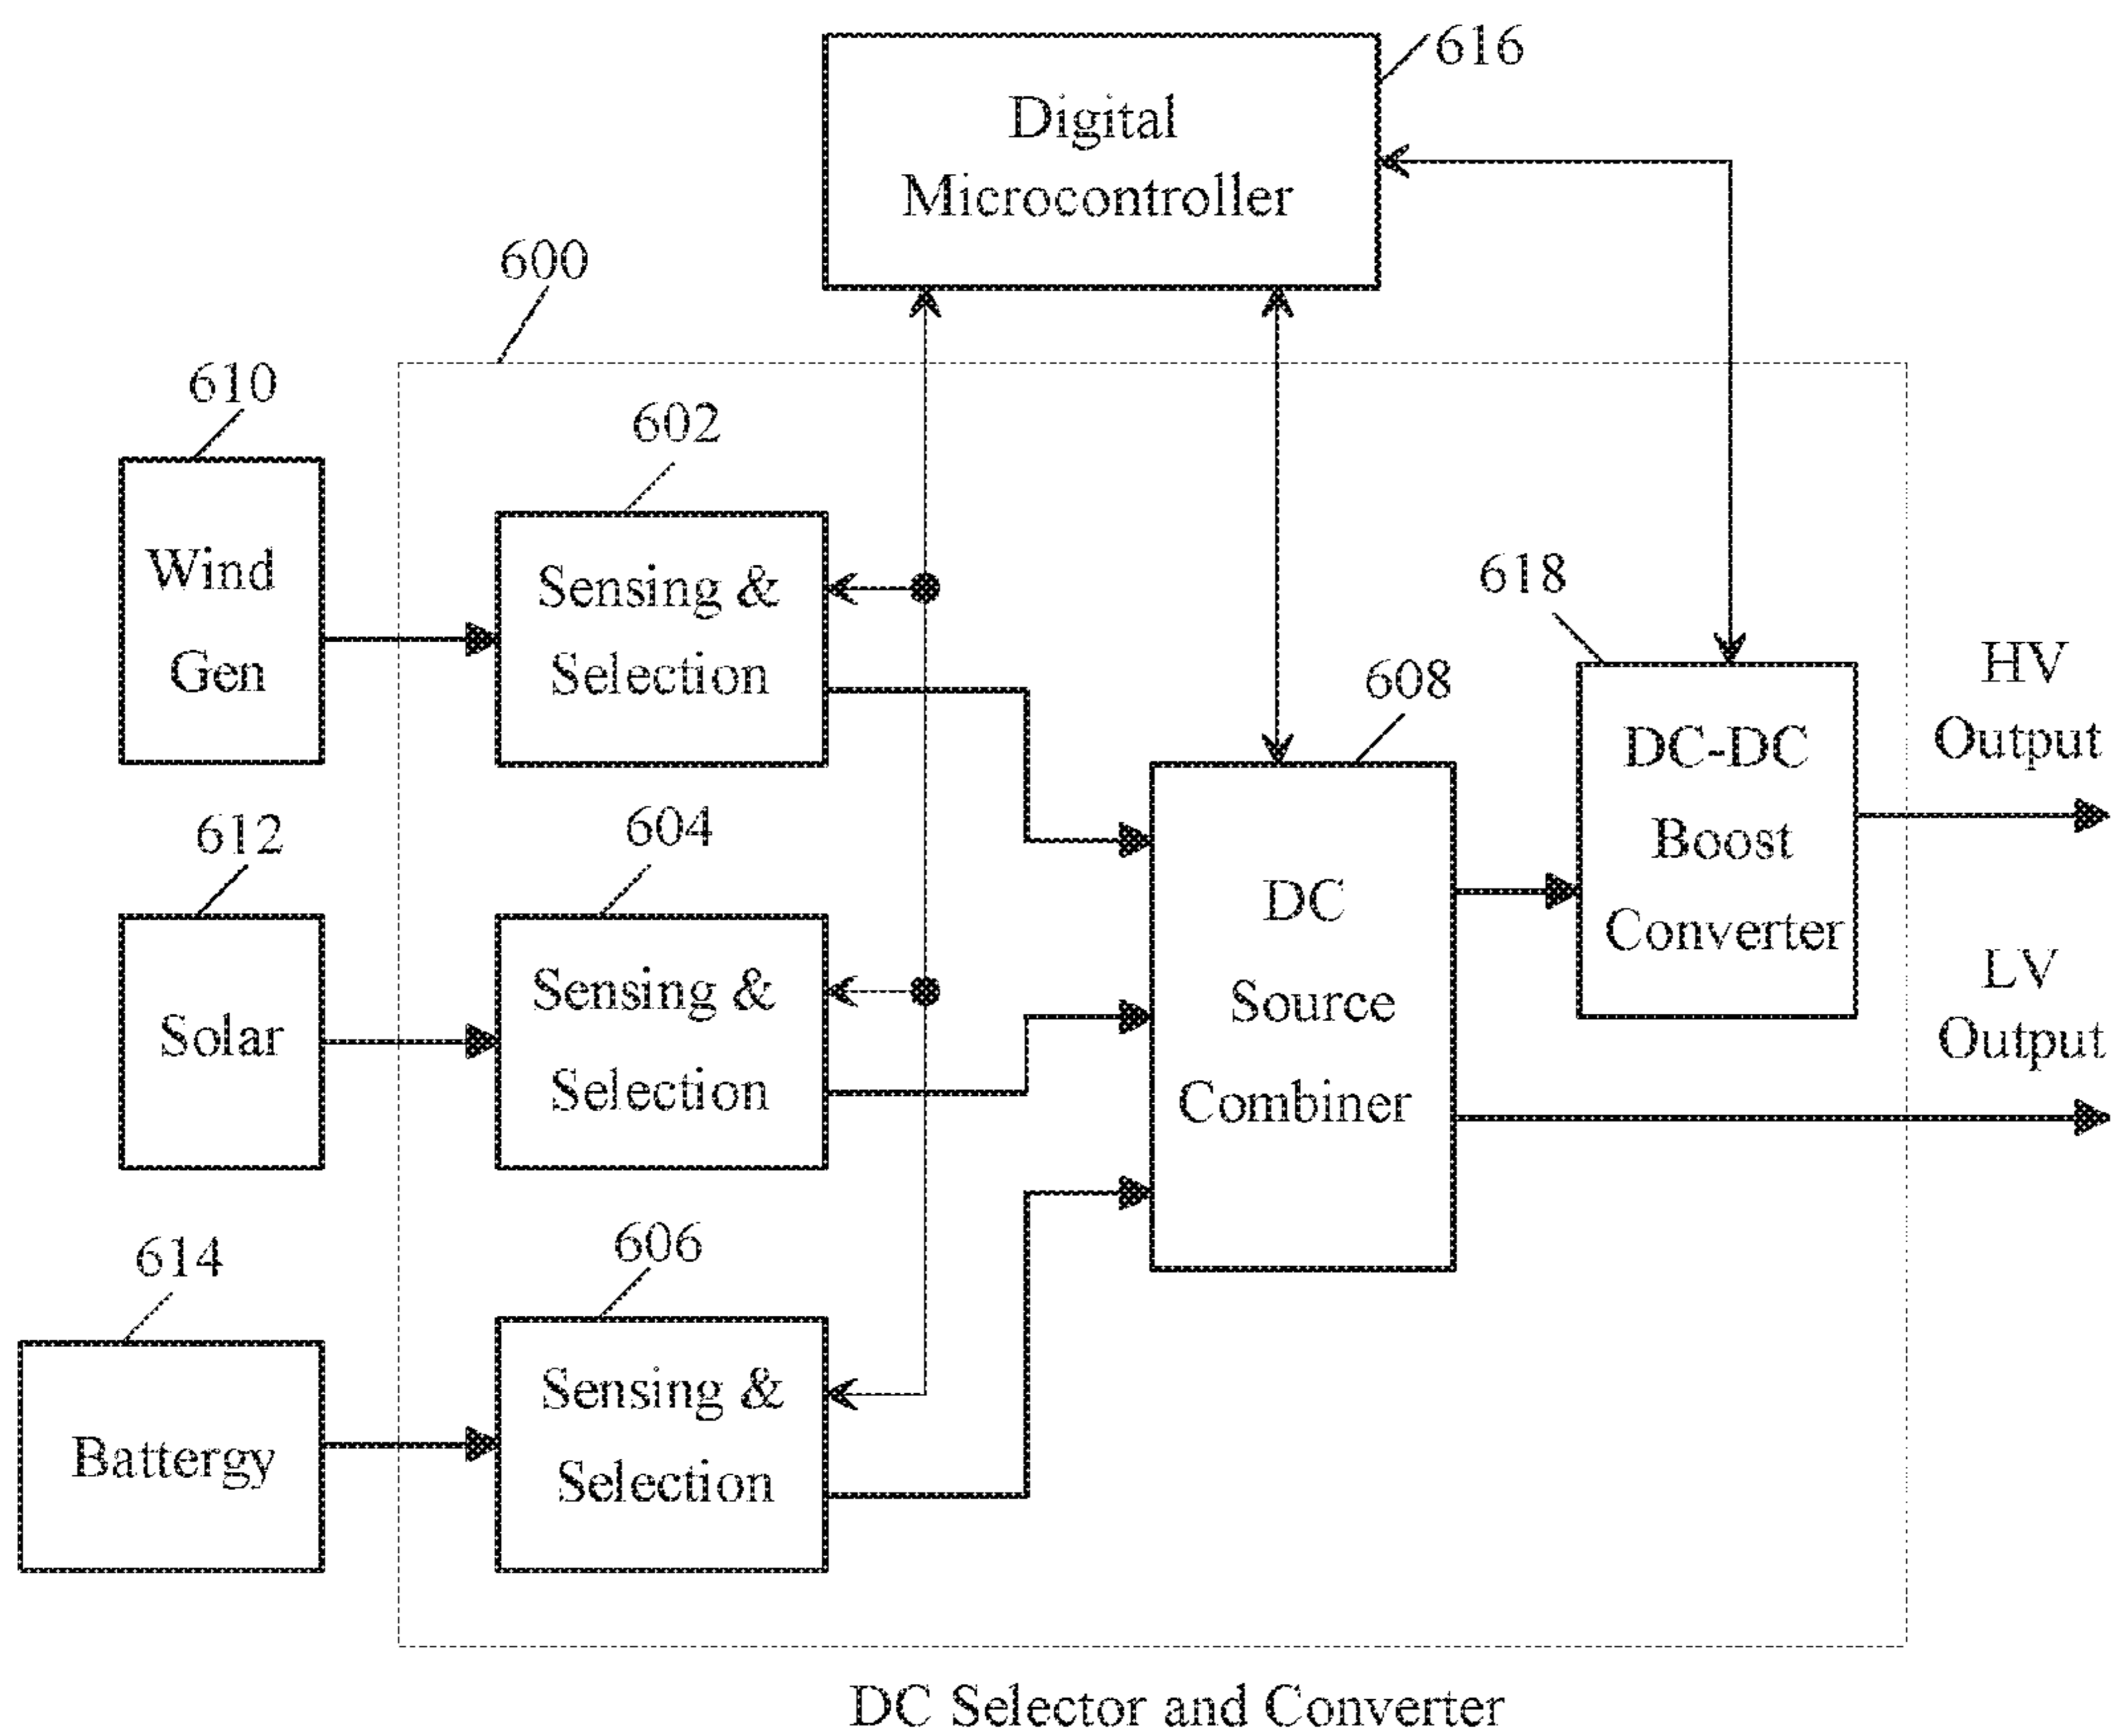 616
Digital
Microcontroller
600
610
602
Wind
Gen
Sensing &
Selection
618
HV
Output
608
DC-DC
Boost
Converter
612
604
Solar
Sensing &
Selection
DC
Source
Combiner
LV
Output
614
606
Battergy
Sensing &
Selection
DC Selector and Converter